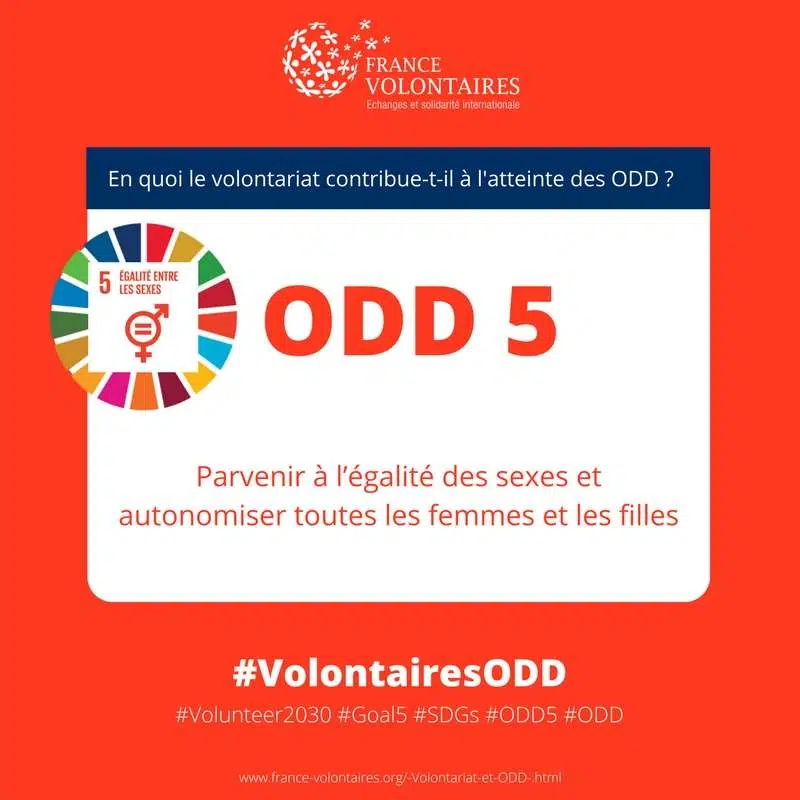 FRANCE
VOLONTAIRES
Echanges et solidarité internationale
En quoi le volontariat contribue-t-il à l'atteinte des ODD ?
5 ÉGALITÉ ENTRE
LES SEXES
ODD 5
Parvenir à l’égalité des sexes et
autonomiser toutes les femmes et les filles
#VolontairesODD
#Volunteer2030 #Goal5 #SDGs #ODD5 #ODD
www.france-volontaires.org/-Volontariat-et-ODD-.html